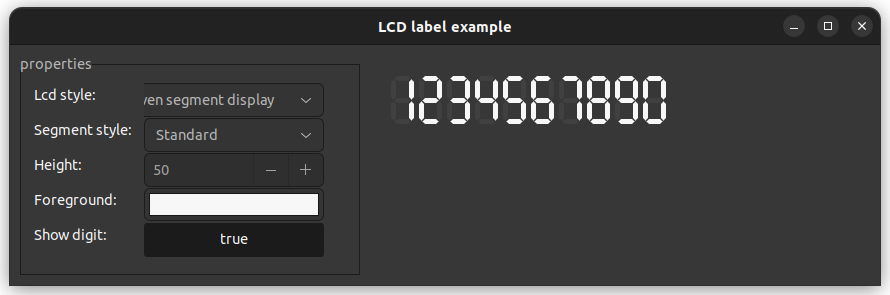 LCD label example
properties
Lcd style: ven segment display
Segment style: Standard
Height: 50
Foreground:
Show digit: true
1234567890